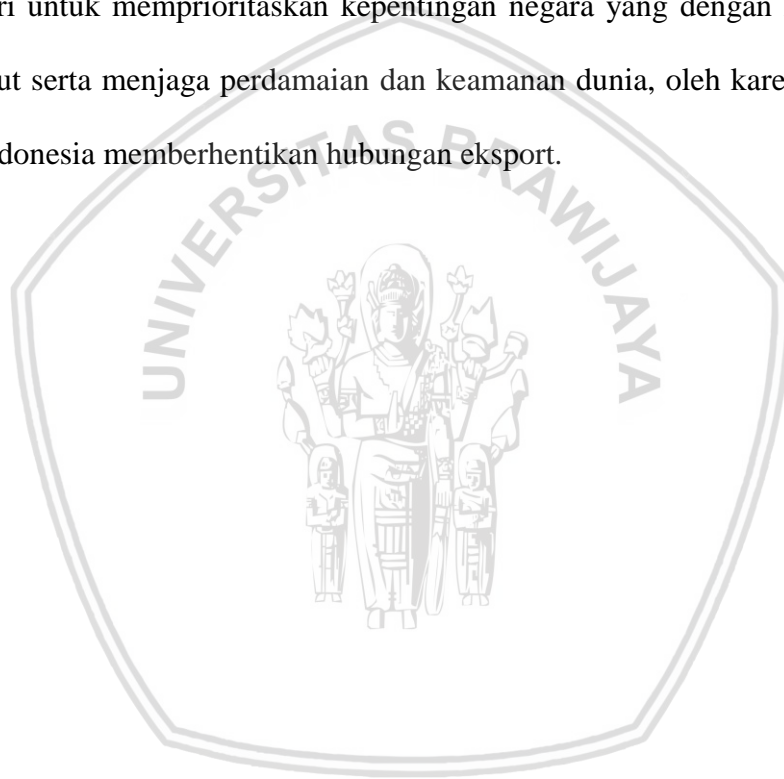 ri untuk memprioritaskan kepentingan negara yang dengan
ut serta menjaga perdamaian dan keamanan dunia, oleh kare
donesia memberhentikan hubungan eksport.
UNIVERSITAS BRAWIJAYA